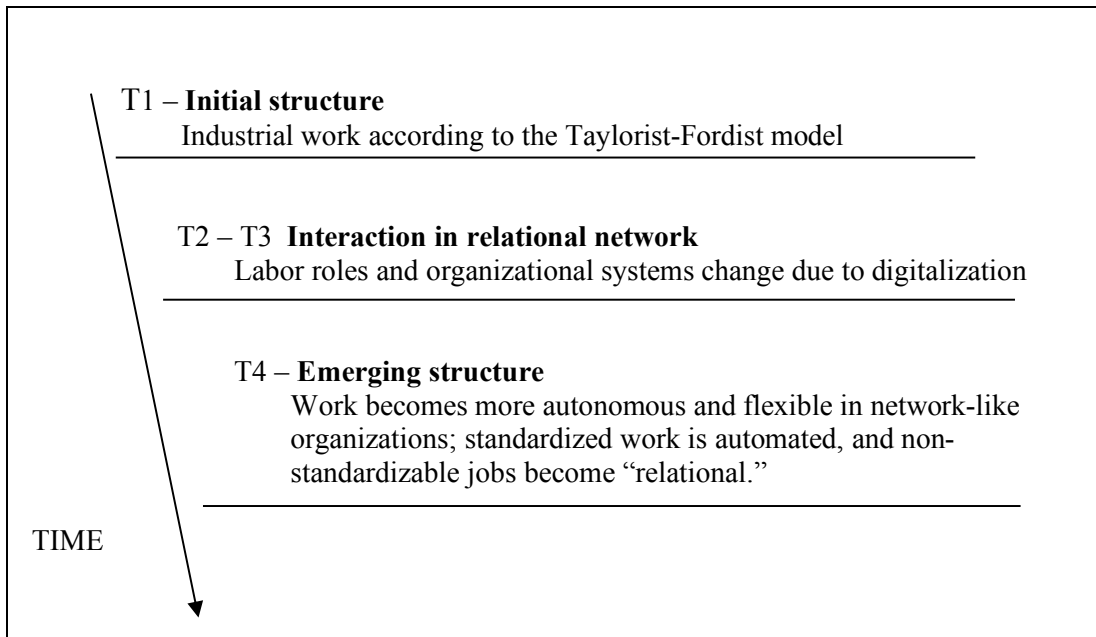 T1 – Initial structure
Industrial work according to the Taylorist-Fordist model
T2 – T3 Interaction in relational network
Labor roles and organizational systems change due to digitalization
T4 – Emerging structure
Work becomes more autonomous and flexible in network-like
organizations; standardized work is automated, and non-
standardizable jobs become “relational.”
TIME